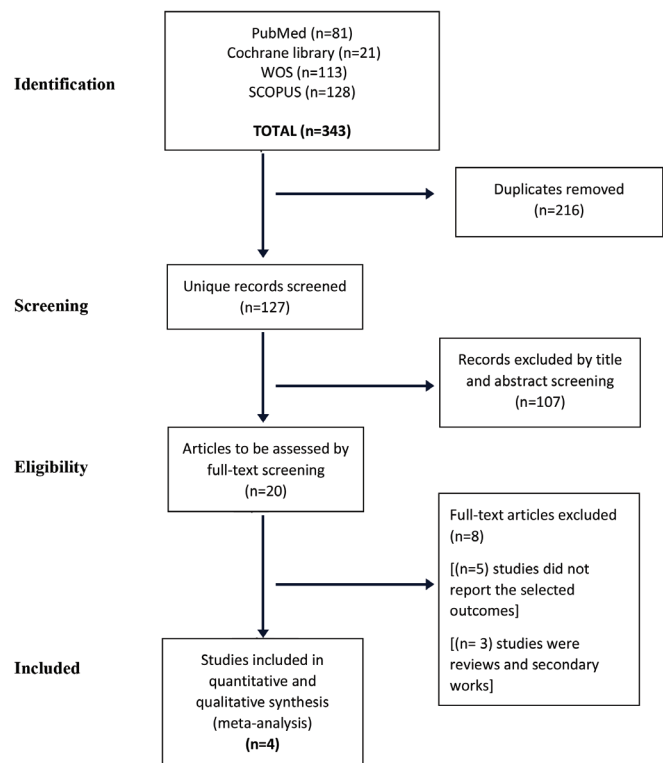 PubMed (n=81)
Cochrane library (n=21)
WOS (n=113)
SCOPUS (n=128)
TOTAL (n=343)
Identification
Duplicates removed
(n=216)
Unique records screened
(n=127)
Screening
Records excluded by title
and abstract screening
(n=107)
Articles to be assessed by
full-text screening
(n=20)
Eligibility
Full-text articles excluded
(n=8)
[(n=5) studies did not
report the selected
outcomes]
[(n= 3) studies were
reviews and secondary
works]
Included
Studies included in
quantitative and
qualitative synthesis
(meta-analysis)
(n=4)